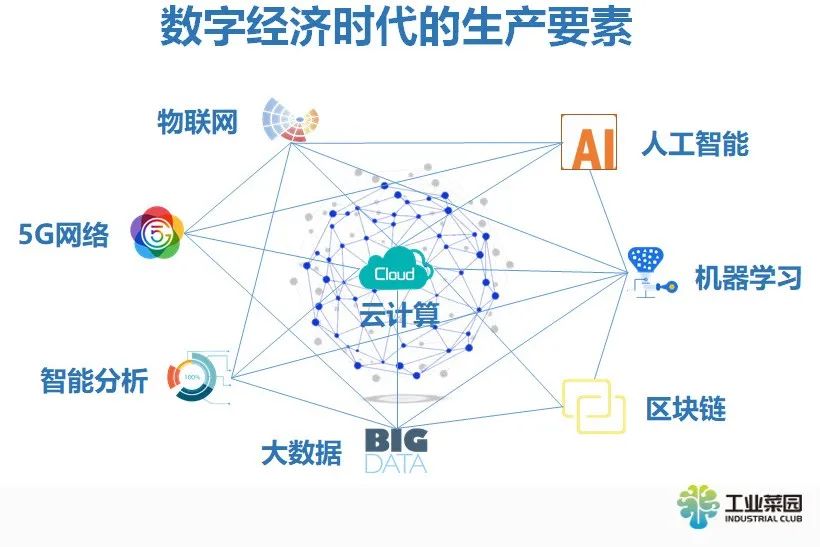 数字经济时代的生产要素
物联网
AI
人工智能
5G网络
5G
Cloud
云计算
机器学习
智能分析
100%
区块链
大数据
BIG
DATA
工业菜园
INDUSTRIAL CLUB